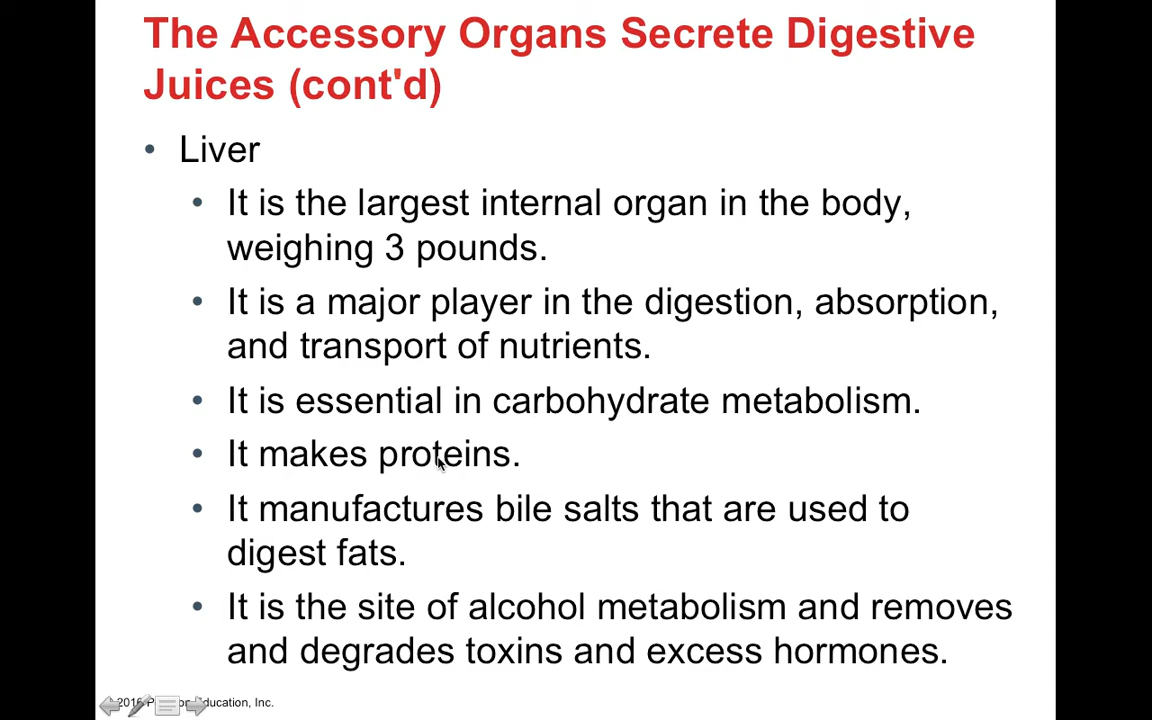 The Accessory Organs Secrete Digestive
Juices (cont'd)
• Liver
• It is the largest internal organ in the body,
weighing 3 pounds.
• It is a major player in the digestion, absorption,
and transport of nutrients.
• It is essential in carbohydrate metabolism.
• It makes proteins.
• It manufactures bile salts that are used to
digest fats.
• It is the site of alcohol metabolism and removes
and degrades toxins and excess hormones.
2016 Education, Inc.